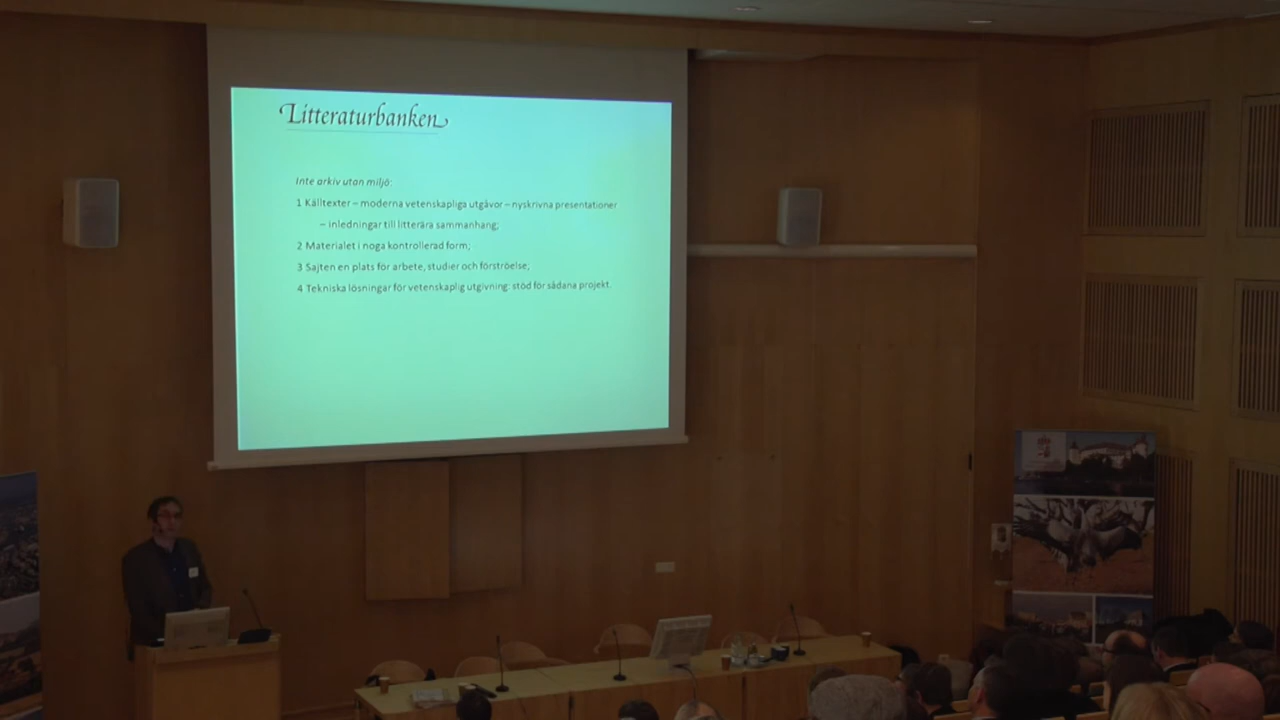 Litteraturbanken
Inte arkiv utan miljö:
1 Källtexter – moderna vetenskapliga utgåvor – nyskrivna presentationer
– inledningar till litterära sammanhang;
2 Materialet i noga kontrollerad form;
3 Sajten en plats för arbete, studier och förströelse;
4 Tekniska lösningar för vetenskaplig utgivning: stöd för sådana projekt.